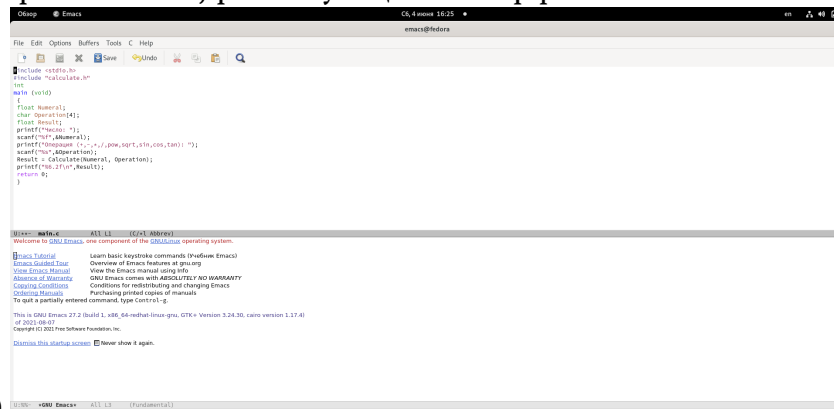 Обзор Emacs Сб, 4 июня 16:25 en
emacs@fedora
File Edit Options Buffers Tools C Help
Save Undo
#include <stdio.h>
#include "calculate.h"
int
main (void)
{
float Numeral;
char Operation[4];
float Result;
printf("Число: ");
scanf("%f",&Numeral);
printf("Операция (+,-,*,/,pow,sqrt,sin,cos,tan): ");
scanf("%s",&Operation);
Result = Calculate(Numeral, Operation);
printf("%6.2f\n",Result);
return 0;
}
U:++- main.c All L1 (C/*l Abbrev)
Welcome to GNU Emacs, one component of the GNU/Linux operating system.
Emacs Tutorial Learn basic keystroke commands (Учебник Emacs)
Emacs Guided Tour Overview of Emacs features at gnu.org
View Emacs Manual View the Emacs manual using Info
Absence of Warranty GNU Emacs comes with ABSOLUTELY NO WARRANTY
Copying Conditions Conditions for redistributing and changing Emacs
Ordering Manuals Purchasing printed copies of manuals
To quit a partially entered command, type Control-g.
This is GNU Emacs 27.2 (build 1, x86_64-redhat-linux-gnu, GTK+ Version 3.24.30, cairo version 1.17.4)
of 2021-08-07
Copyright (C) 2021 Free Software Foundation, Inc.
Dismiss this startup screen Never show it again.
U:%%- *GNU Emacs* All L3 (Fundamental)